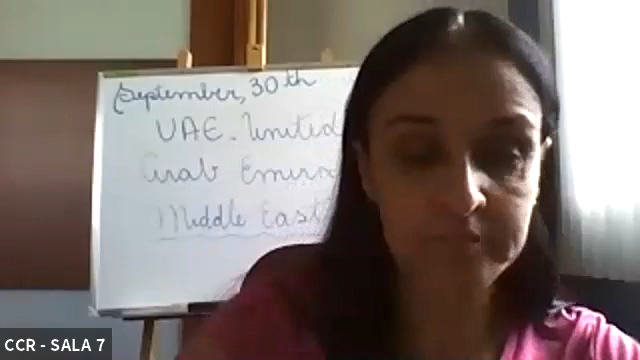 September, 30th
UAE - United
Arab
Middle East
CCR - SALA 7